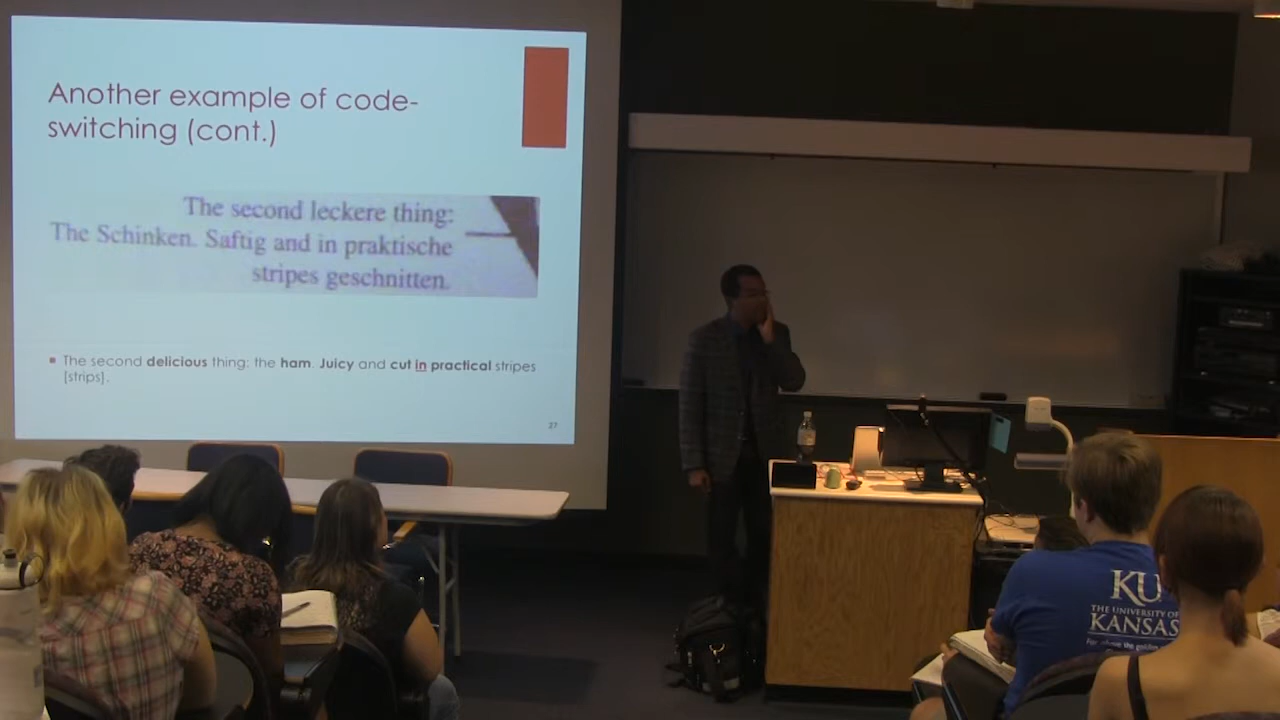 Another example of code-
switching (cont.)
The second leckere thing:
The Schinken. Saftig and in praktische
stripes geschnitten.
▪ The second delicious thing: the ham. Juicy and cut in practical stripes
[strips].
27
KU
THE UNIVERSITY OF
KANSAS